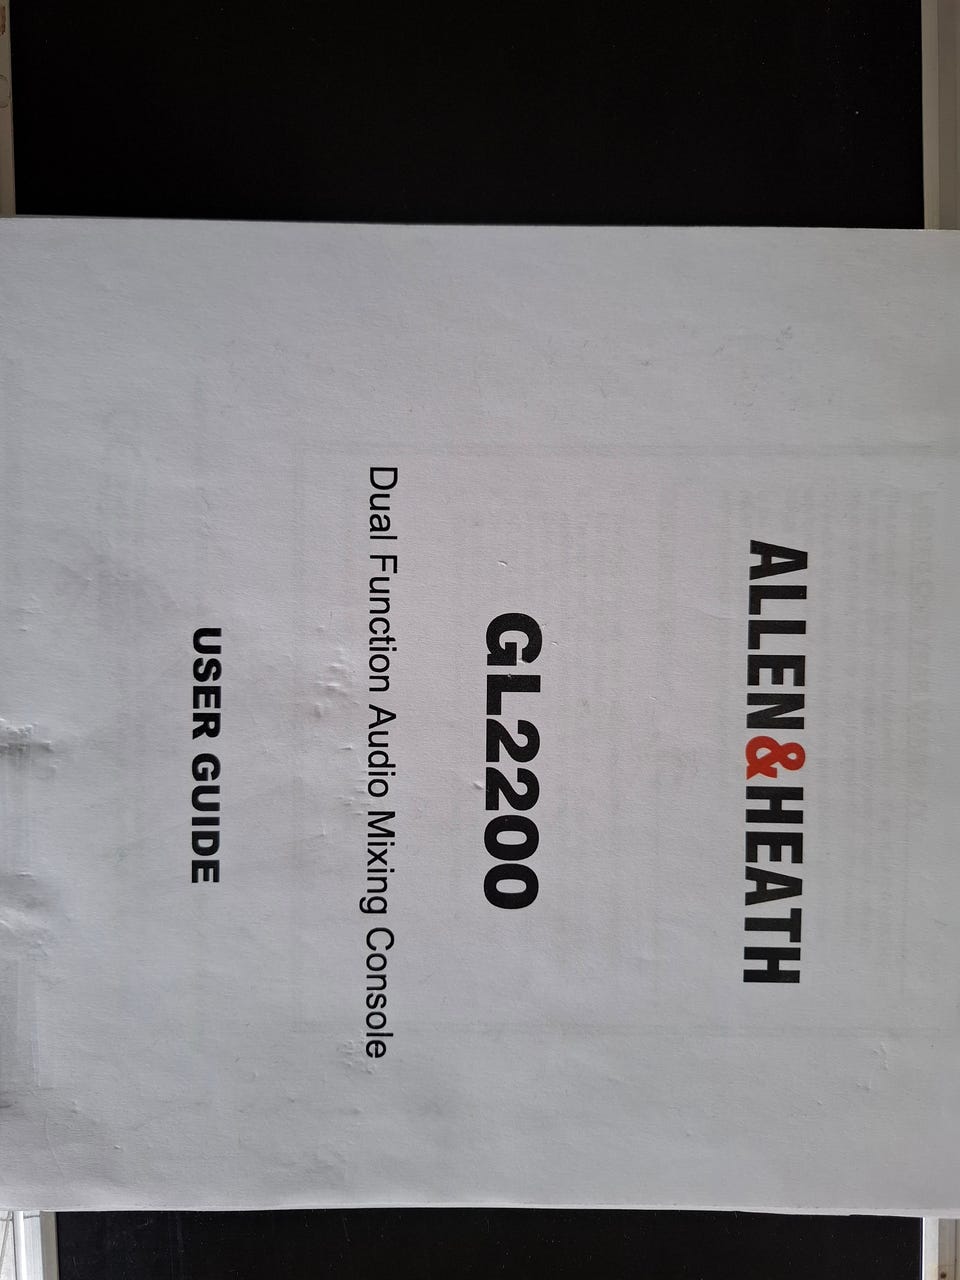 ALLEN&HEATH
GL2200
Dual Function Audio Mixing Console
USER GUIDE